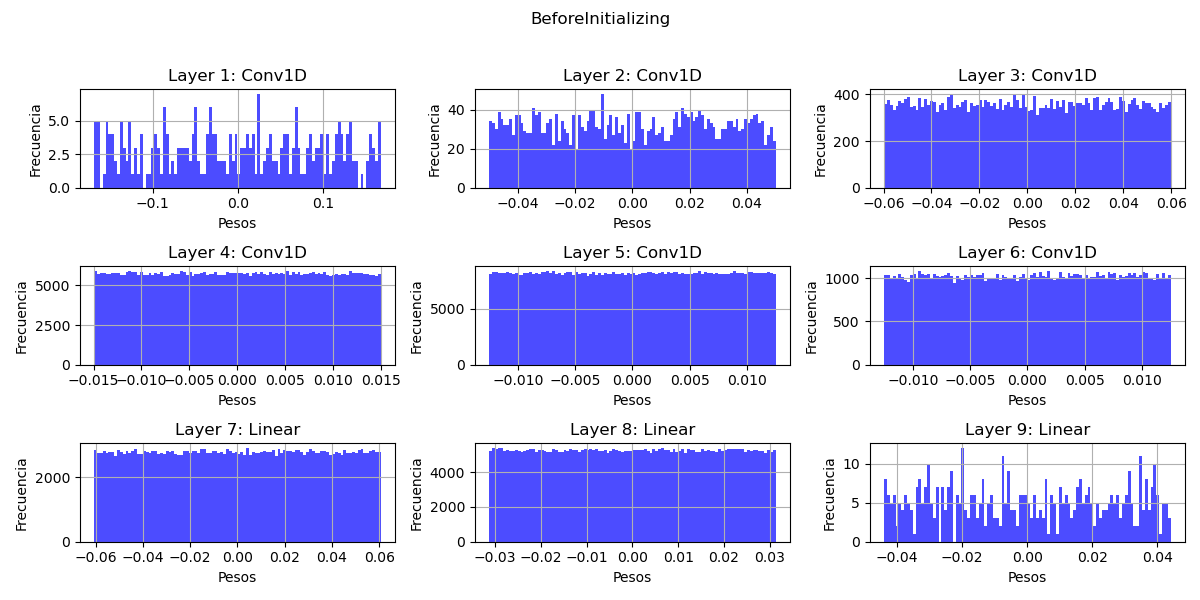 BeforeInitializing
Layer 1: Conv1D
Frecuencia
5.0
2.5
0.0
−0.1 0.0 0.1
Pesos
Layer 2: Conv1D
Frecuencia
40
20
0
−0.04 −0.02 0.00 0.02 0.04
Pesos
Layer 3: Conv1D
Frecuencia
400
200
0
−0.06 −0.04 −0.02 0.00 0.02 0.04 0.06
Pesos
Layer 4: Conv1D
Frecuencia
5000
2500
0
−0.015 −0.010 −0.005 0.000 0.005 0.010 0.015
Pesos
Layer 5: Conv1D
Frecuencia
5000
0
−0.010 −0.005 0.000 0.005 0.010
Pesos
Layer 6: Conv1D
Frecuencia
1000
500
0
−0.010 −0.005 0.000 0.005 0.010
Pesos
Layer 7: Linear
Frecuencia
2000
0
−0.06 −0.04 −0.02 0.00 0.02 0.04 0.06
Pesos
Layer 8: Linear
Frecuencia
4000
2000
0
−0.03 −0.02 −0.01 0.00 0.01 0.02 0.03
Pesos
Layer 9: Linear
Frecuencia
10
5
0
−0.04 −0.02 0.00 0.02 0.04
Pesos